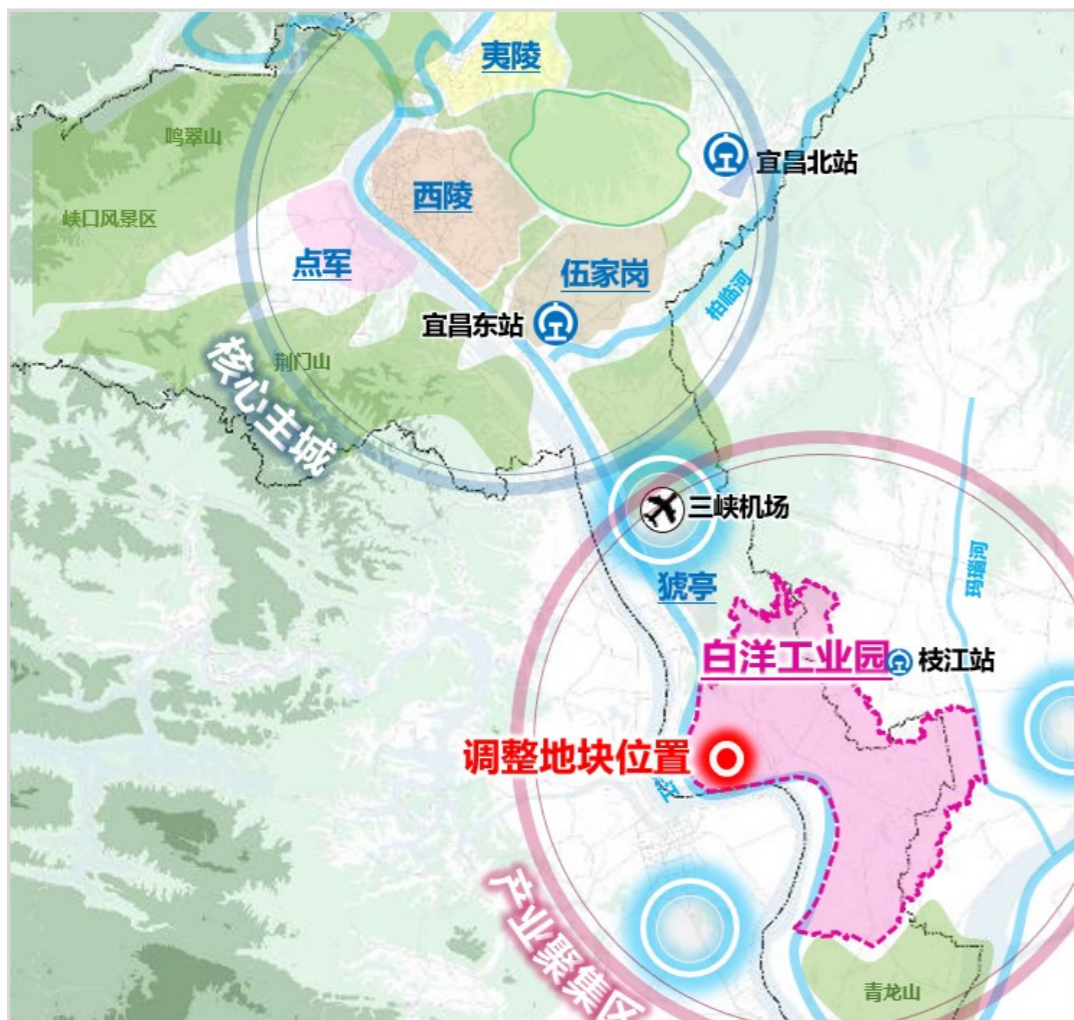 夷陵
鸣翠山
宜昌北站
西陵
峡口风景区
点军
伍家岗
柏临河
宜昌东站
荆门山
核心主城
三峡机场
玛瑙河
猇亭
白洋工业园
枝江站
调整地块位置
产业聚集区
青龙山